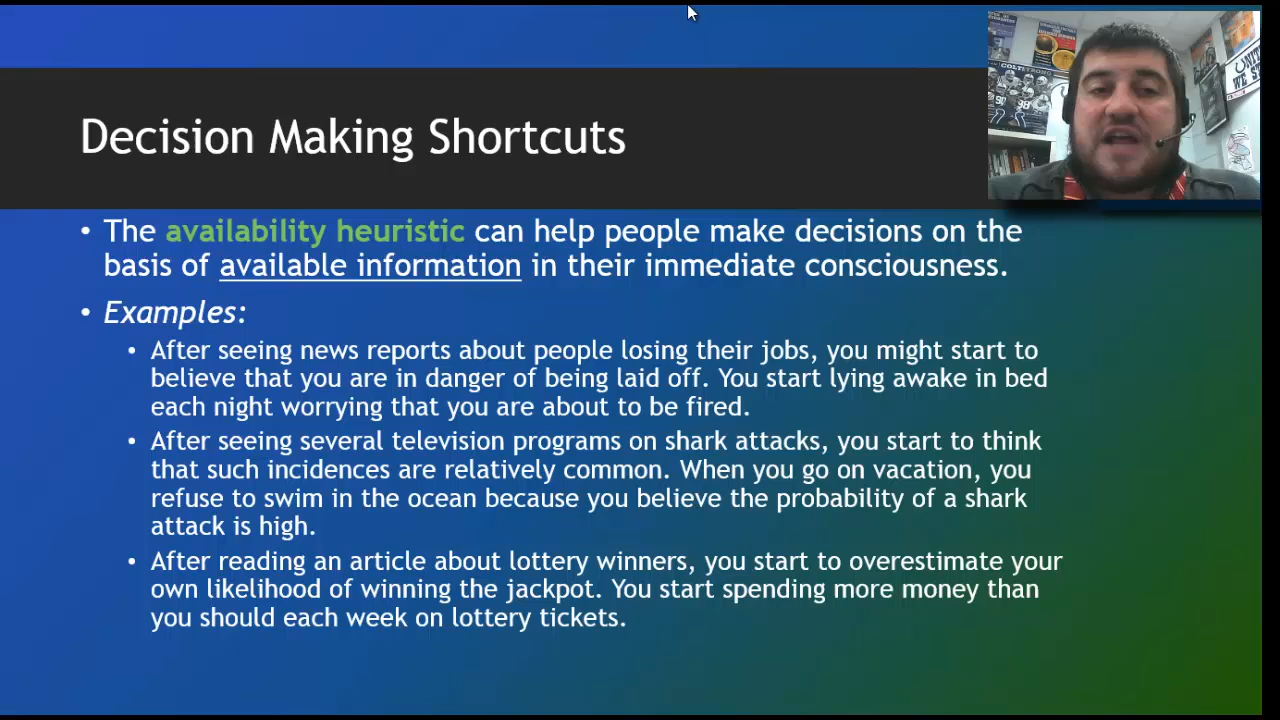 Decision Making Shortcuts
• The availability heuristic can help people make decisions on the
basis of available information in their immediate consciousness.
• Examples:
• After seeing news reports about people losing their jobs, you might start to
believe that you are in danger of being laid off. You start lying awake in bed
each night worrying that you are about to be fired.
• After seeing several television programs on shark attacks, you start to think
that such incidences are relatively common. When you go on vacation, you
refuse to swim in the ocean because you believe the probability of a shark
attack is high.
• After reading an article about lottery winners, you start to overestimate your
own likelihood of winning the jackpot. You start spending more money than
you should each week on lottery tickets.
COLTSTRONG
WE